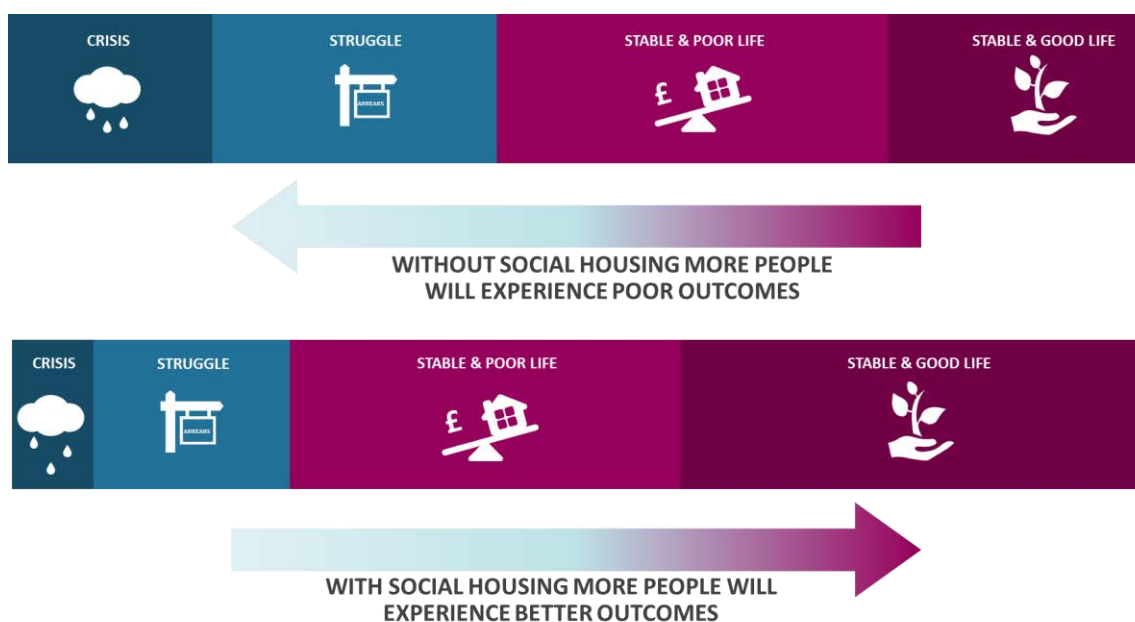 CRISIS
STRUGGLE
STABLE & POOR LIFE
STABLE & GOOD LIFE
ARREARS
£
WITHOUT SOCIAL HOUSING MORE PEOPLE
WILL EXPERIENCE POOR OUTCOMES
CRISIS
STRUGGLE
STABLE & POOR LIFE
STABLE & GOOD LIFE
ARREARS
£
WITH SOCIAL HOUSING MORE PEOPLE WILL
EXPERIENCE BETTER OUTCOMES